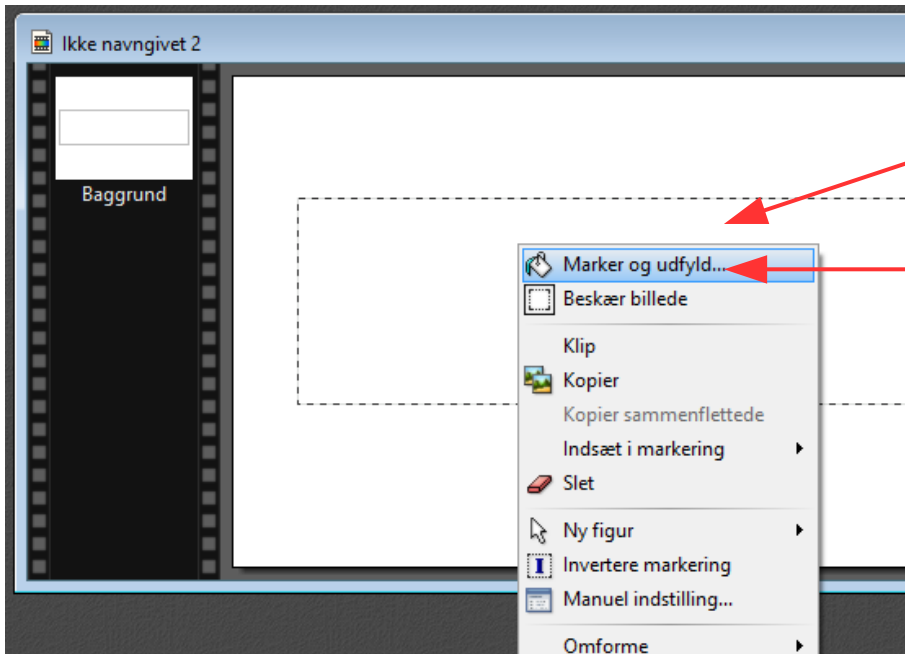 Ikke navngivet 2
Baggrund
Marker og udfyld...
Beskær billede
Klip
Kopier
Kopier sammenflettede
Indsæt i markering
Slet
Ny figur
Invertere markering
Manuel indstilling...
Omforme